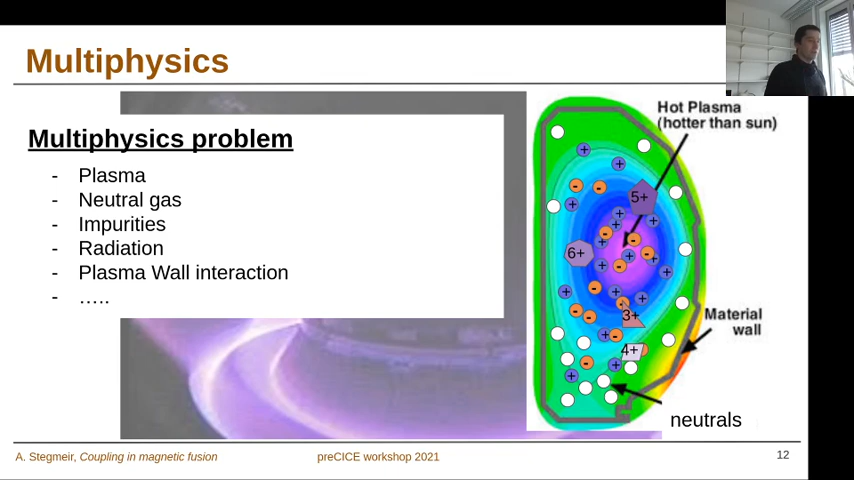 Multiphysics
Multiphysics problem
- Plasma
- Neutral gas
- Impurities
- Radiation
- Plasma Wall interaction
- …..
Hot Plasma
(hotter than sun)
5+
6+
3+
4+
Material
wall
neutrals
A. Stegmeir, Coupling in magnetic fusion
preCICE workshop 2021
12